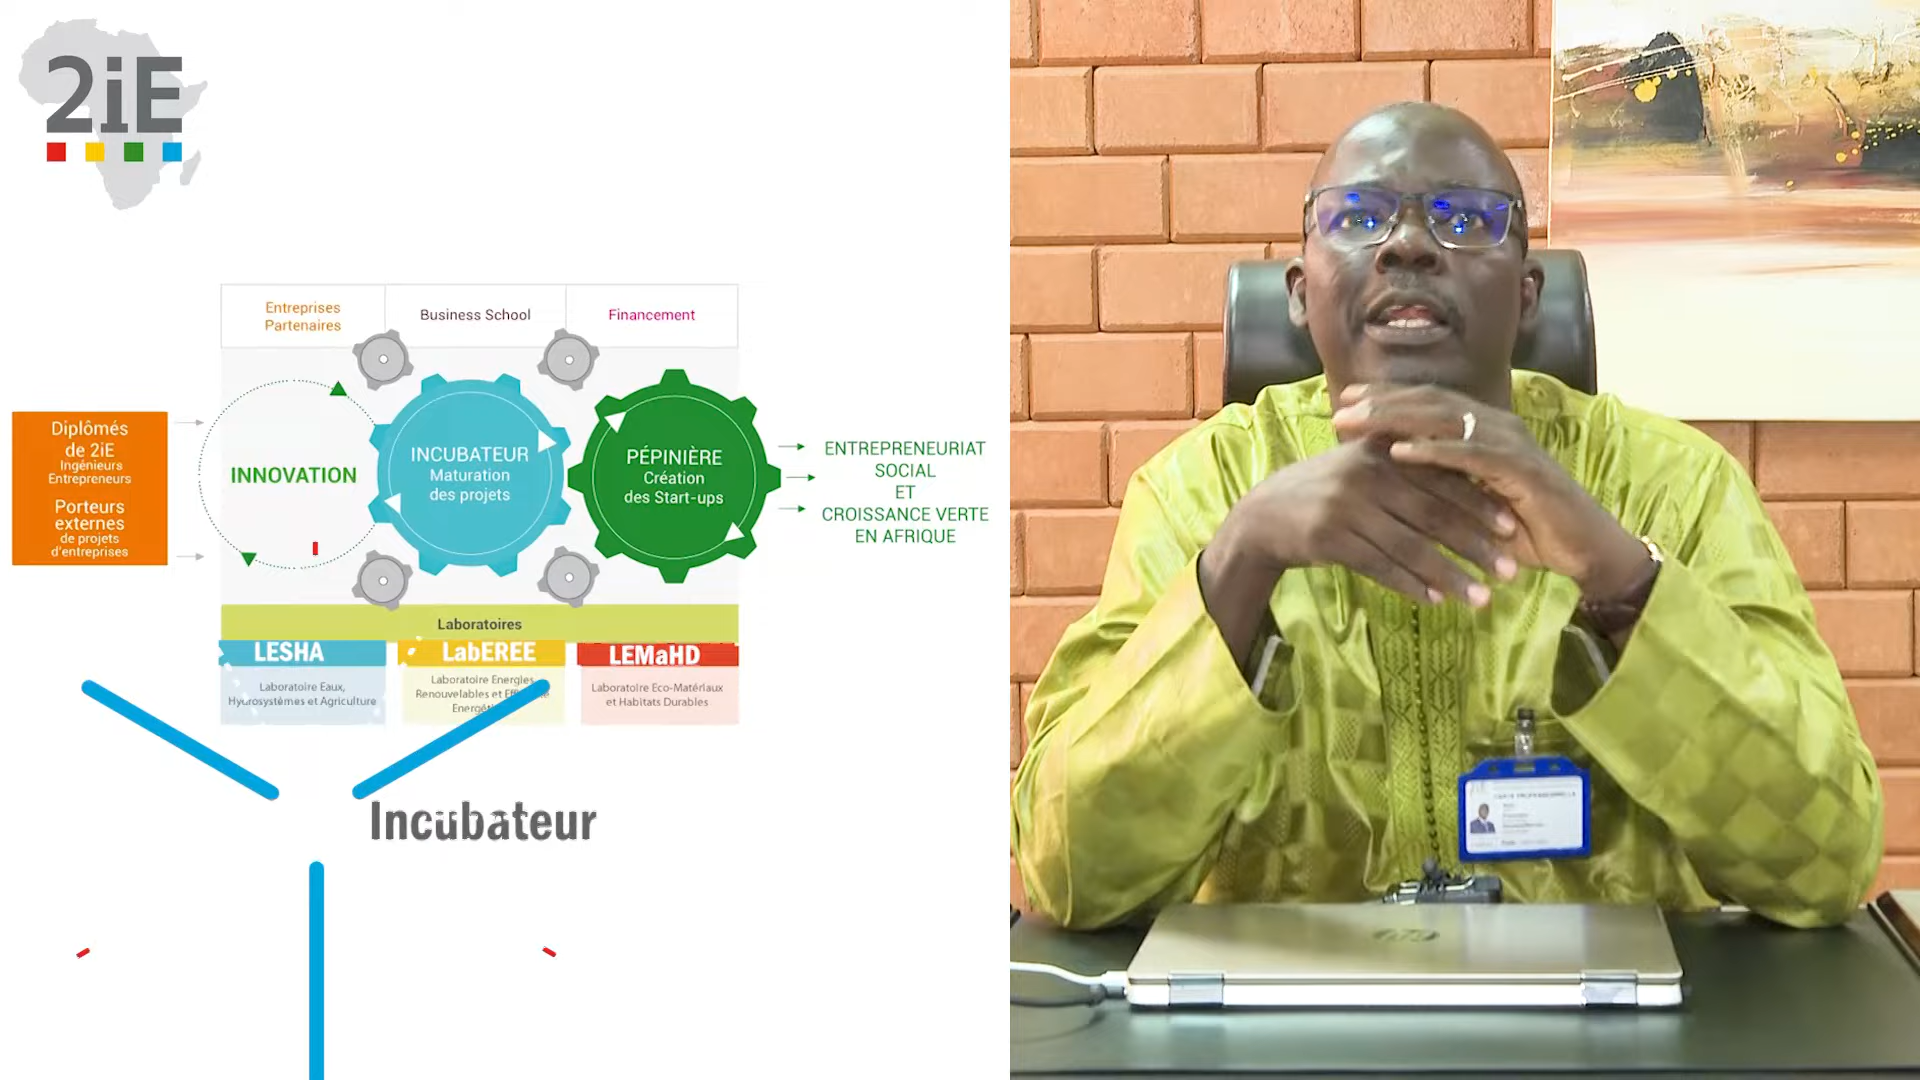 2iE
Entreprises
Partenaires
Business School
Financement
Diplômés
de 2iE
Ingénieurs
Entrepreneurs
Porteurs
externes
de projets
d'entreprises
INNOVATION
INCUBATEUR
Maturation
des projets
PÉPINIÈRE
Création
des Start-ups
ENTREPRENEURIAT
SOCIAL
ET
CROISSANCE VERTE
EN AFRIQUE
Laboratoires
LESHA
Laboratoire Eaux,
Hydrosystèmes et Agriculture
LabEREE
Laboratoire Energies
Renouvelables et
LEMaHD
Laboratoire Eco-Matériaux
et Habitats Durables
Incubateur